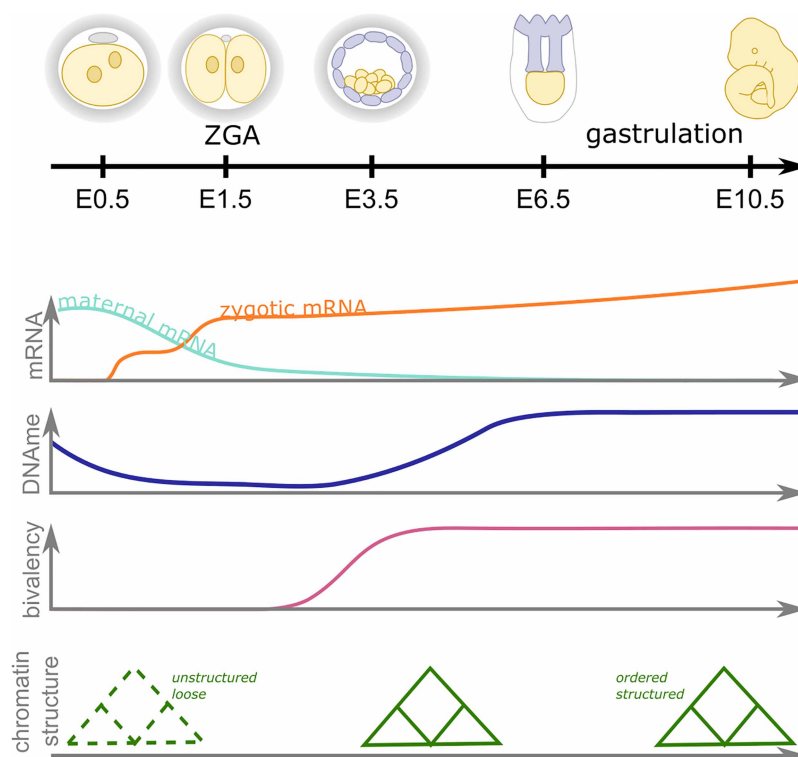 ZGA
gastrulation
E0.5
E1.5
E3.5
E6.5
E10.5
mRNA
maternal mRNA
zygotic mRNA
DNAme
bivalency
chromatin
structure
unstructured
loose
ordered
structured